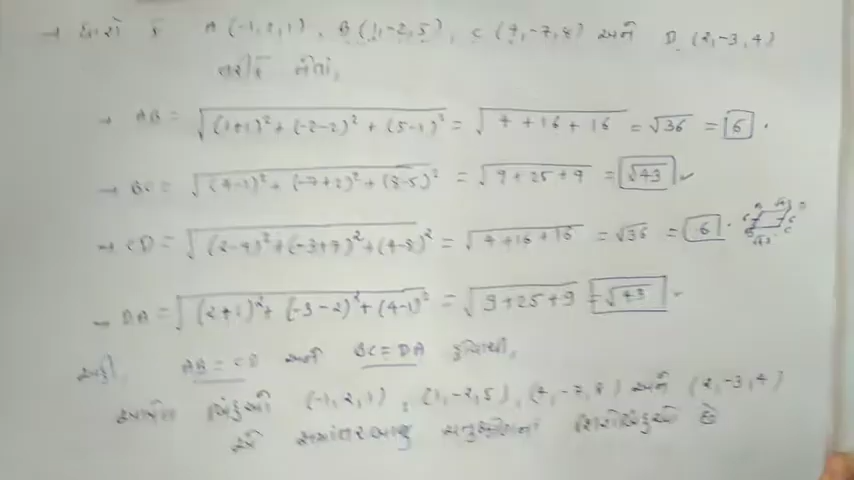 → ધારો કે A (-1, 2, 1), B (1, -2, 5), C (4, -7, 8) અને D (2, -3, 4)
લેતાં,
→ AB = √(1+1)² + (-2-2)² + (5-1)² = √4 + 16 + 16 = √36 = 6 .
→ BC = √(4-1)² + (-7+2)² + (8-5)² = √9 + 25 + 9 = √43
→ CD = √(2-4)² + (-3+7)² + (4-8)² = √4 + 16 + 16 = √36 = 6 .
→ DA = √(2+1)² + (-3-2)² + (4-1)² = √9 + 25 + 9 = √43
અહીં, AB = CD અને BC = DA હોવાથી,
બિંદુઓ (-1, 2, 1), (1, -2, 5), (4, -7, 8) અને (2, -3, 4)
એ સમાંતરબાજુ ચતુષ્કોણનાં શિરોબિંદુઓ છે